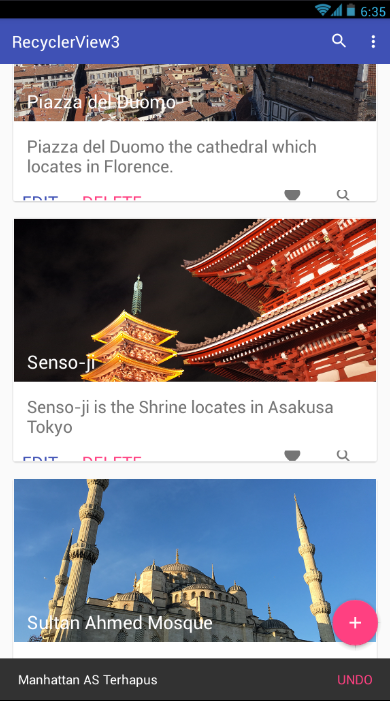 6:35
RecyclerView3
Piazza del Duomo
Piazza del Duomo the cathedral which
locates in Florence.
EDIT DELETE
Senso-ji
Senso-ji is the Shrine locates in Asakusa
Tokyo
EDIT DELETE
Sultan Ahmed Mosque
Manhattan AS Terhapus UNDO